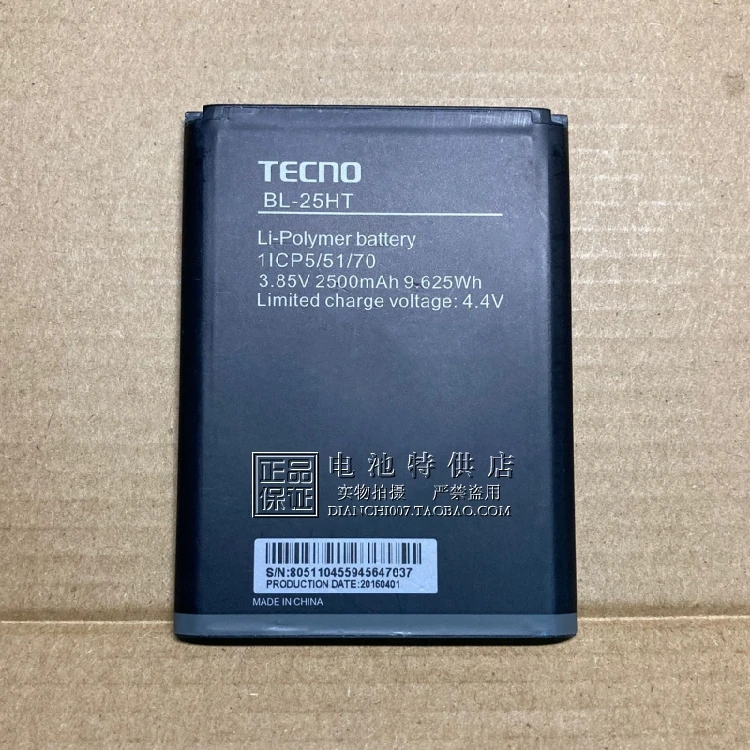 TECNO
BL-25HT
Li-Polymer battery
1ICP5/51/70
3.85V 2500mAh 9.625Wh
Limited charge voltage: 4.4V
正品
保证
电池特供店
实物拍摄 严禁盗用
DIANCHI007.TAOBAO.COM
S/N:805110455945647037
PRODUCTION DATE:20160401
MADE IN CHINA